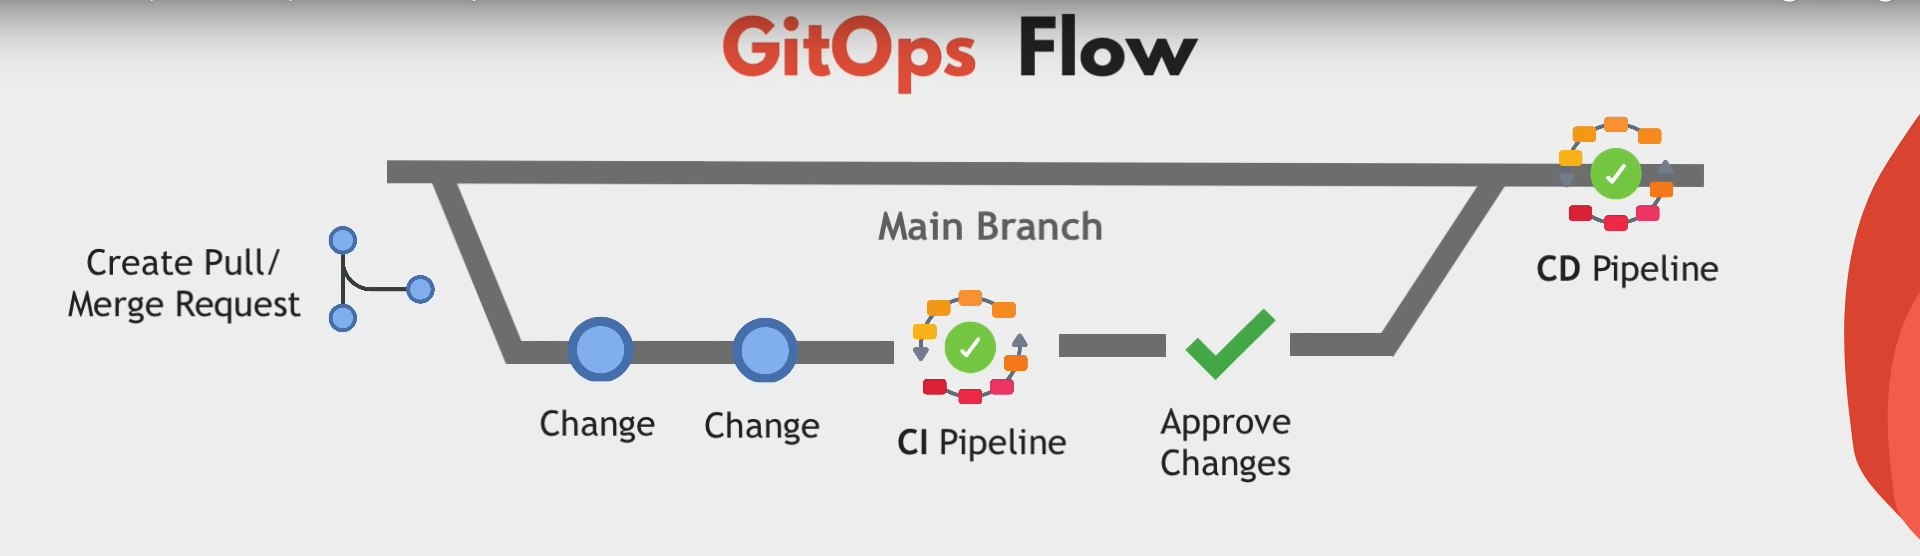 GitOps Flow
Main Branch
Create Pull/
Merge Request
Change
Change
CI Pipeline
Approve
Changes
CD Pipeline